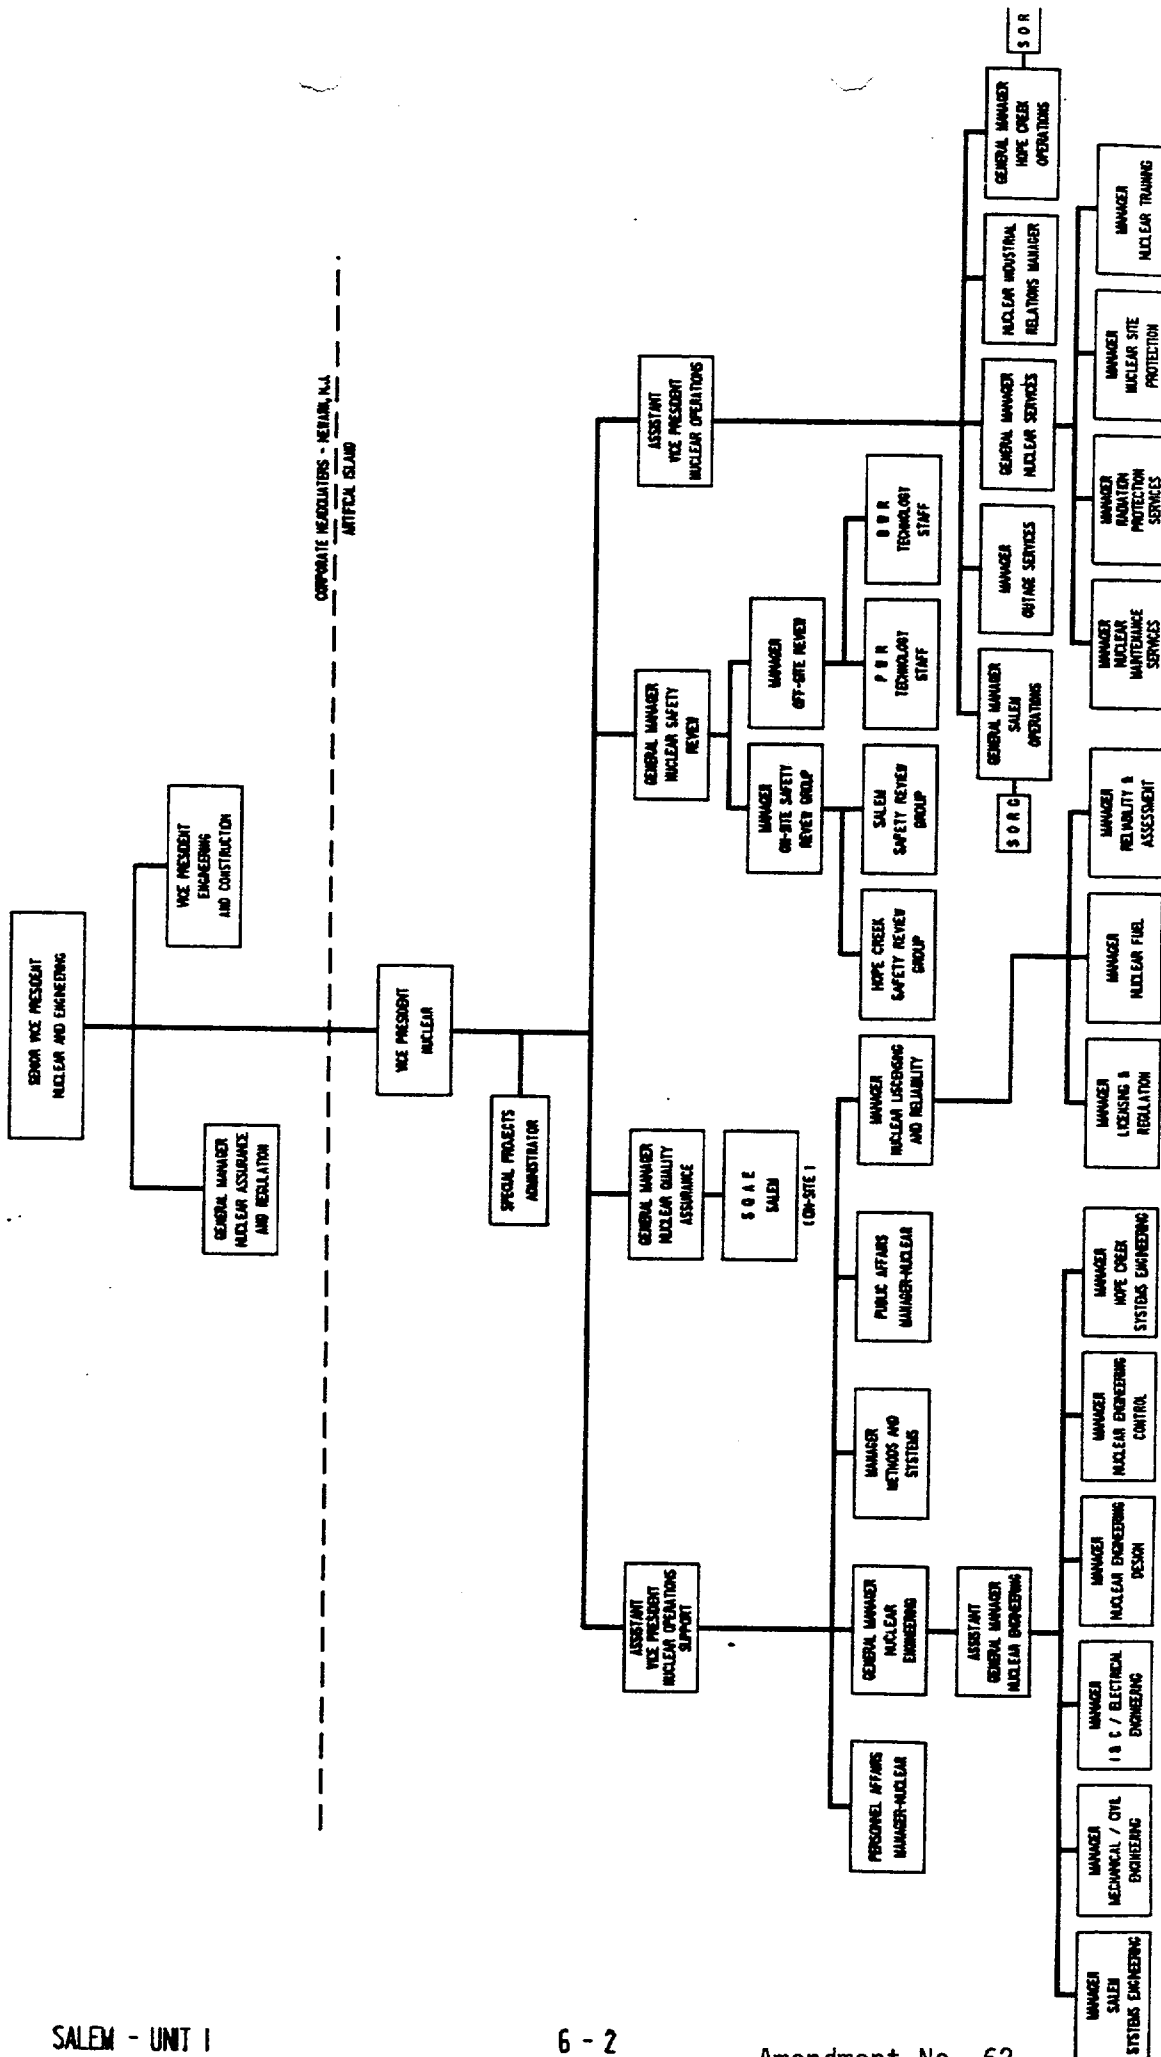 SENIOR VICE PRESIDENT
NUCLEAR AND ENGINEERING
GENERAL MANAGER
NUCLEAR ASSURANCE
AND REGULATION
VICE PRESIDENT
ENGINEERING
AND CONSTRUCTION
CORPORATE HEADQUATERS - NEWARK, N.J.
ARTIFICAL ISLAND
VICE PRESIDENT
NUCLEAR
SPECIAL PROJECTS
ADMINISTRATOR
ASSISTANT
VICE PRESIDENT
NUCLEAR OPERATIONS
SUPPORT
GENERAL MANAGER
NUCLEAR QUALITY
ASSURANCE
GENERAL MANAGER
NUCLEAR SAFETY
REVIEW
ASSISTANT
VICE PRESIDENT
NUCLEAR OPERATIONS
S Q A E
SALEM
( ON-SITE )
MANAGER
ON-SITE SAFETY
REVIEW GROUP
MANAGER
OFF-SITE REVIEW
PERSONNEL AFFAIRS
MANAGER-NUCLEAR
GENERAL MANAGER
NUCLEAR
ENGINEERING
MANAGER
METHODS AND
SYSTEMS
PUBLIC AFFAIRS
MANAGER-NUCLEAR
MANAGER
NUCLEAR LISCENSING
AND RELIABILITY
HOPE CREEK
SAFETY REVIEW
GROUP
SALEM
SAFETY REVIEW
GROUP
P W R
TECHNOLOGY
STAFF
B W R
TECHNOLOGY
STAFF
ASSISTANT
GENERAL MANAGER
NUCLEAR ENGINEERING
S O R C
GENERAL MANAGER
SALEM
OPERATIONS
MANAGER
OUTAGE SERVICES
GENERAL MANAGER
NUCLEAR SERVICES
NUCLEAR INDUSTRIAL
RELATIONS MANAGER
GENERAL MANAGER
HOPE CREEK
OPERATIONS
S O R
MANAGER
SALEM
SYSTEMS ENGINEERING
MANAGER
MECHANICAL / CIVIL
ENGINEERING
MANAGER
I & C / ELECTRICAL
ENGINEERING
MANAGER
NUCLEAR ENGINEERING
DESIGN
MANAGER
NUCLEAR ENGINEERING
CONTROL
MANAGER
HOPE CREEK
SYSTEMS ENGINEERING
MANAGER
LICENSING &
REGULATION
MANAGER
NUCLEAR FUEL
MANAGER
RELIABILITY &
ASSESSMENT
MANAGER
NUCLEAR
MAINTENANCE
SERVICES
MANAGER
RADIATION
PROTECTION
SERVICES
MANAGER
NUCLEAR SITE
PROTECTION
MANAGER
NUCLEAR TRAINING
SALEM - UNIT 1
6 - 2
Amendment No. 62